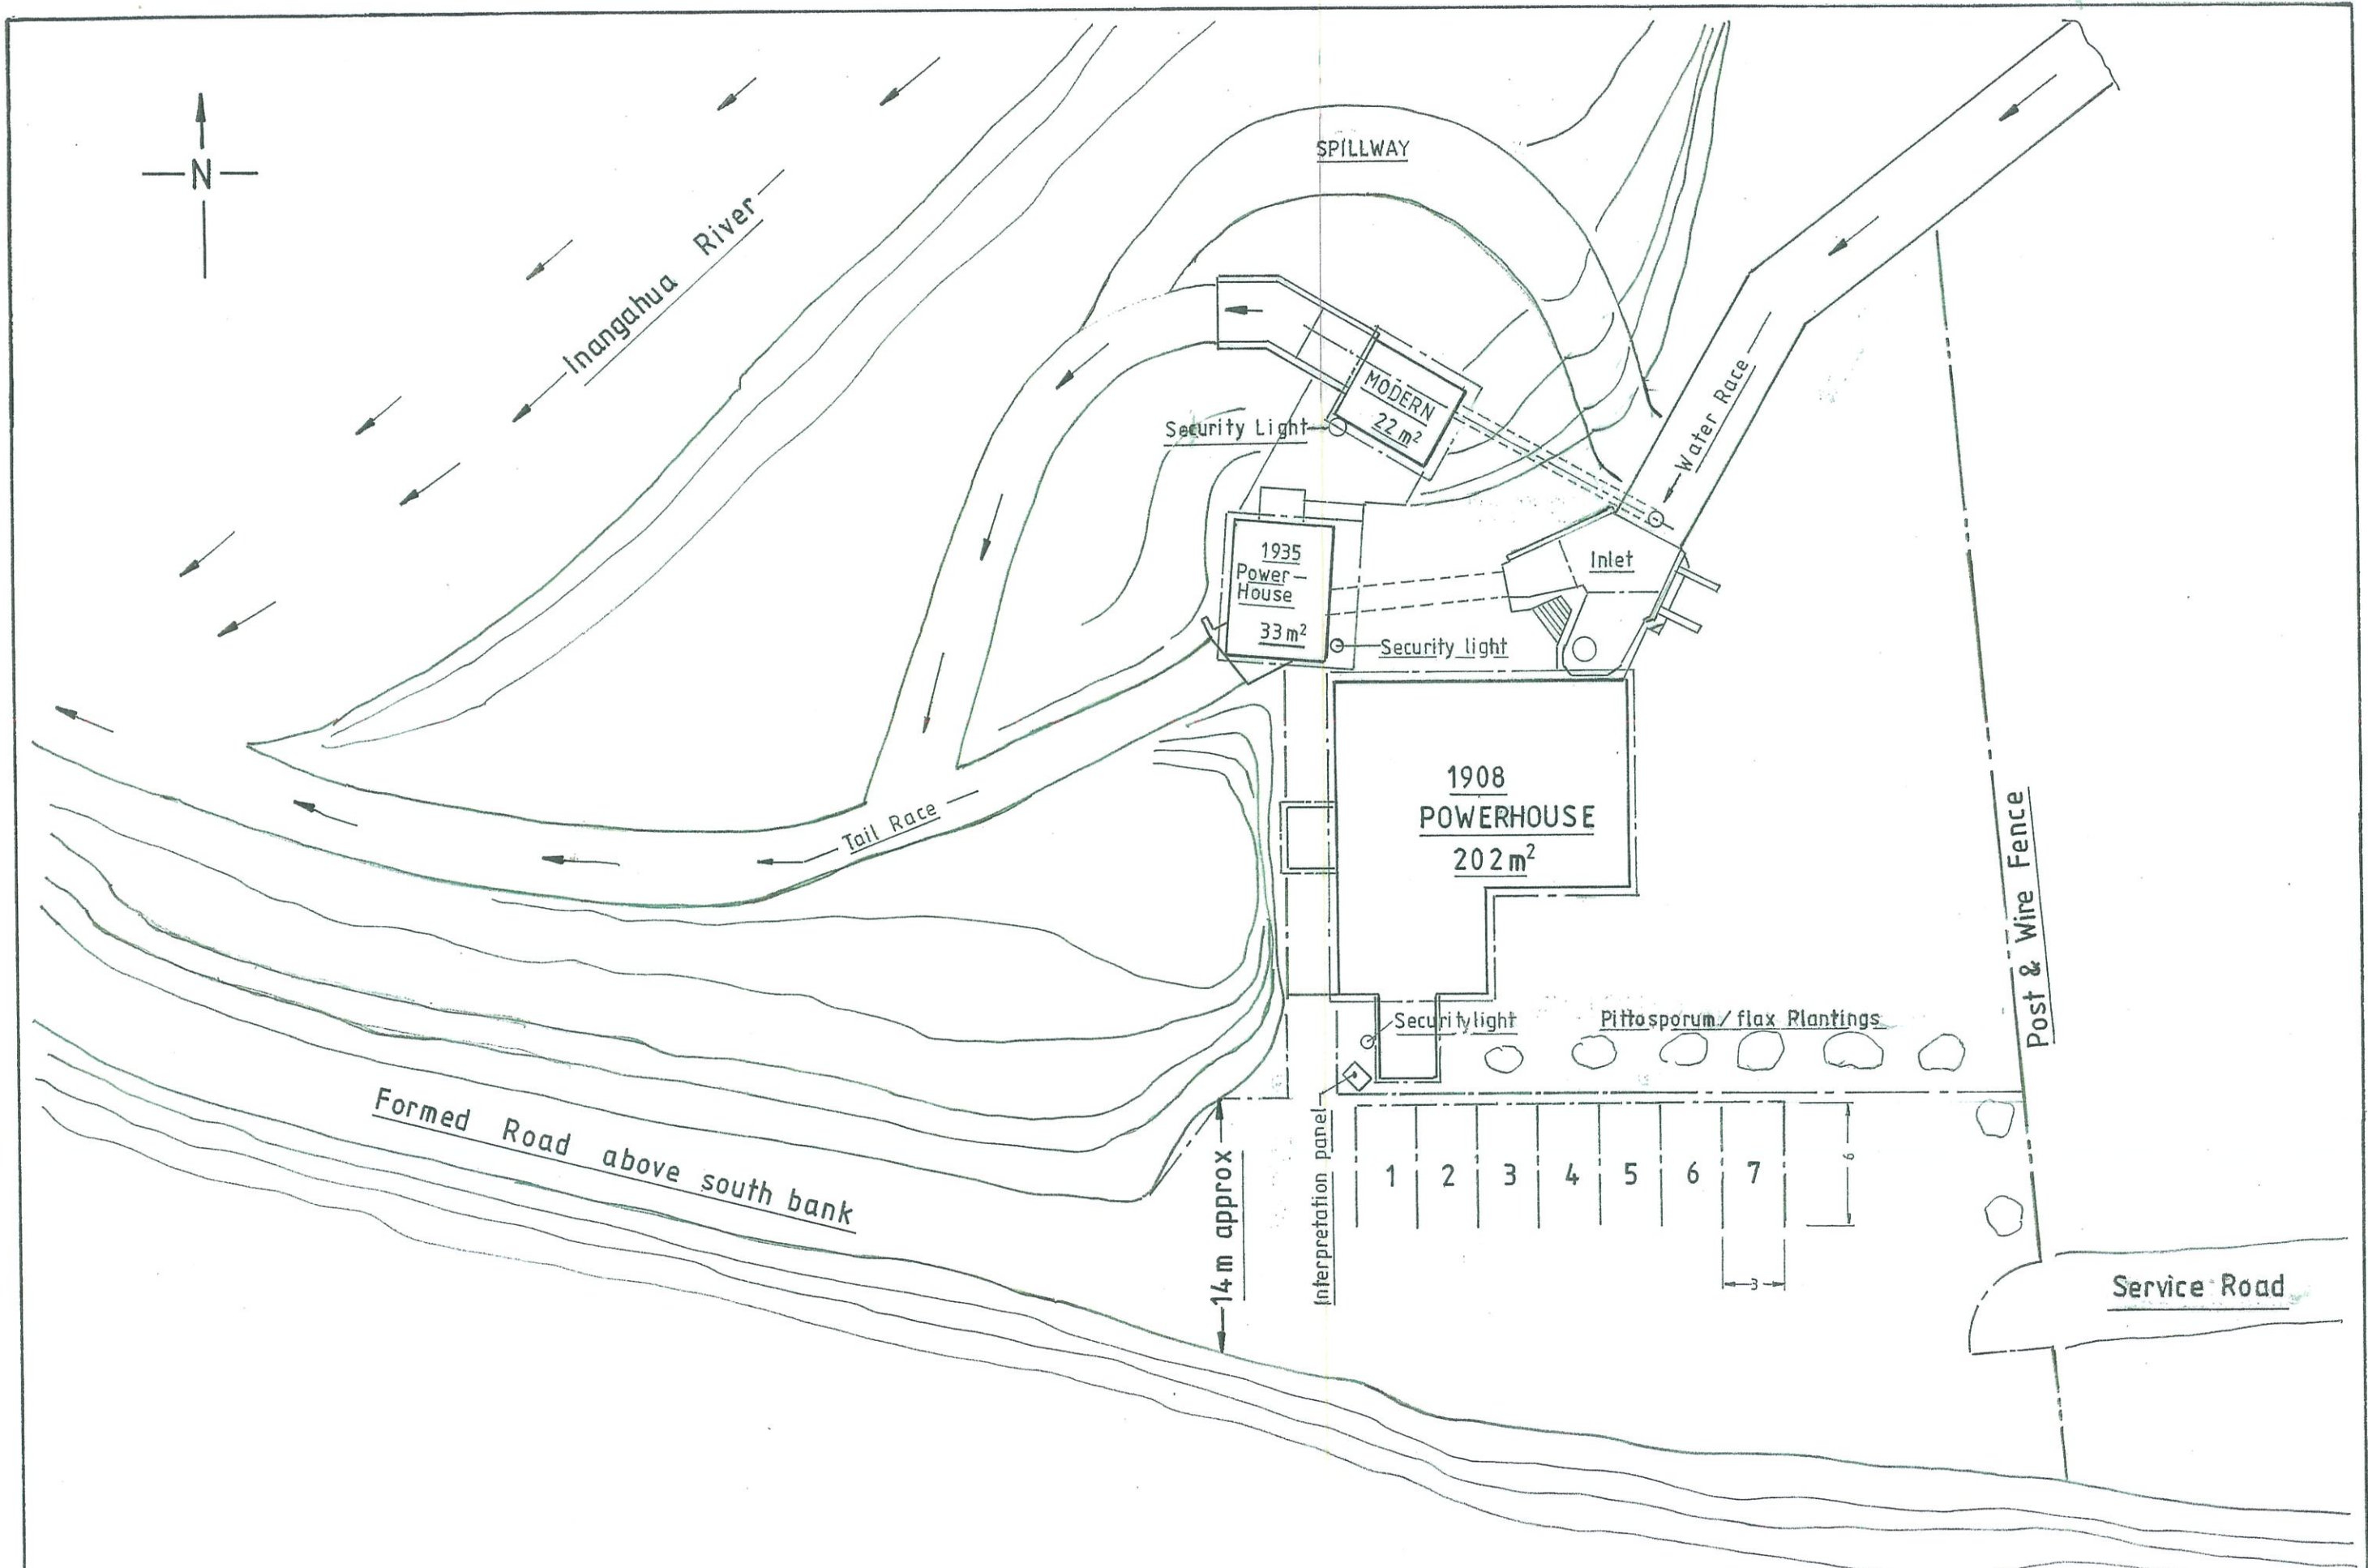 SPILLWAY
N
Inangahua River
Water Race
MODERN
22 m²
Security Light
1935
Power-
House
33 m²
Inlet
Security light
1908
POWERHOUSE
202 m²
Tail Race
Post & Wire Fence
Security light
Pittosporum / flax Plantings
Formed Road above south bank
14 m approx
Interpretation panel
1 2 3 4 5 6 7
6
3
Service Road